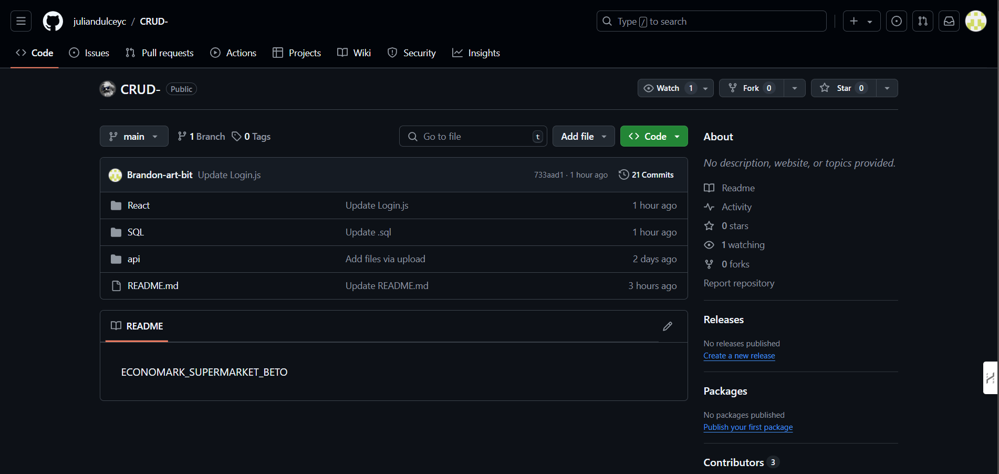 juliandulceyc / CRUD-
Type / to search
Code Issues Pull requests Actions Projects Wiki Security Insights
CRUD- Public
Watch 1 Fork 0 Star 0
main 1 Branch 0 Tags Go to file t Add file Code
Brandon-art-bit Update Login.js 733aad1 · 1 hour ago 21 Commits
React Update Login.js 1 hour ago
SQL Update .sql 1 hour ago
api Add files via upload 2 days ago
README.md Update README.md 3 hours ago
README
ECONOMARK_SUPERMARKET_BETO
About
No description, website, or topics provided.
Readme
Activity
0 stars
1 watching
0 forks
Report repository
Releases
No releases published
Create a new release
Packages
No packages published
Publish your first package
Contributors 3